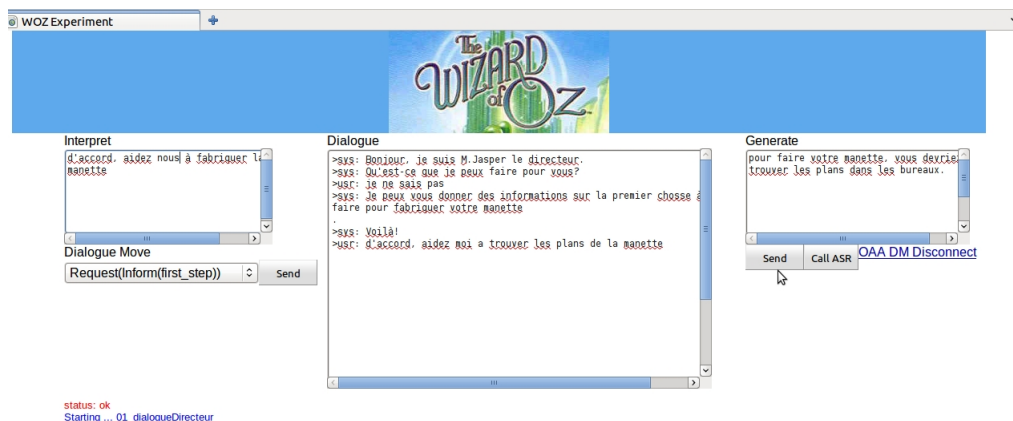 WOZ Experiment
The
WIZARD
of
OZ
Interpret
d'accord, aidez nous à fabriquer la
manette
Dialogue Move
Request(Inform(first_step))
Send
Dialogue
>sys: Bonjour, je suis M.Jasper le directeur.
>sys: Qu'est-ce que je peux faire pour vous?
>usr: je ne sais pas
>sys: Je peux vous donner des informations sur la premier chosse à
faire pour fabriquer votre manette
.
>sys: Voilà!
>usr: d'accord, aidez moi a trouver les plans de la manette
Generate
pour faire votre manette, vous devrie
trouver les plans dans les bureaux.
Send
Call ASR
OAA DM Disconnect
status: ok
Starting ... 01_dialogueDirecteur